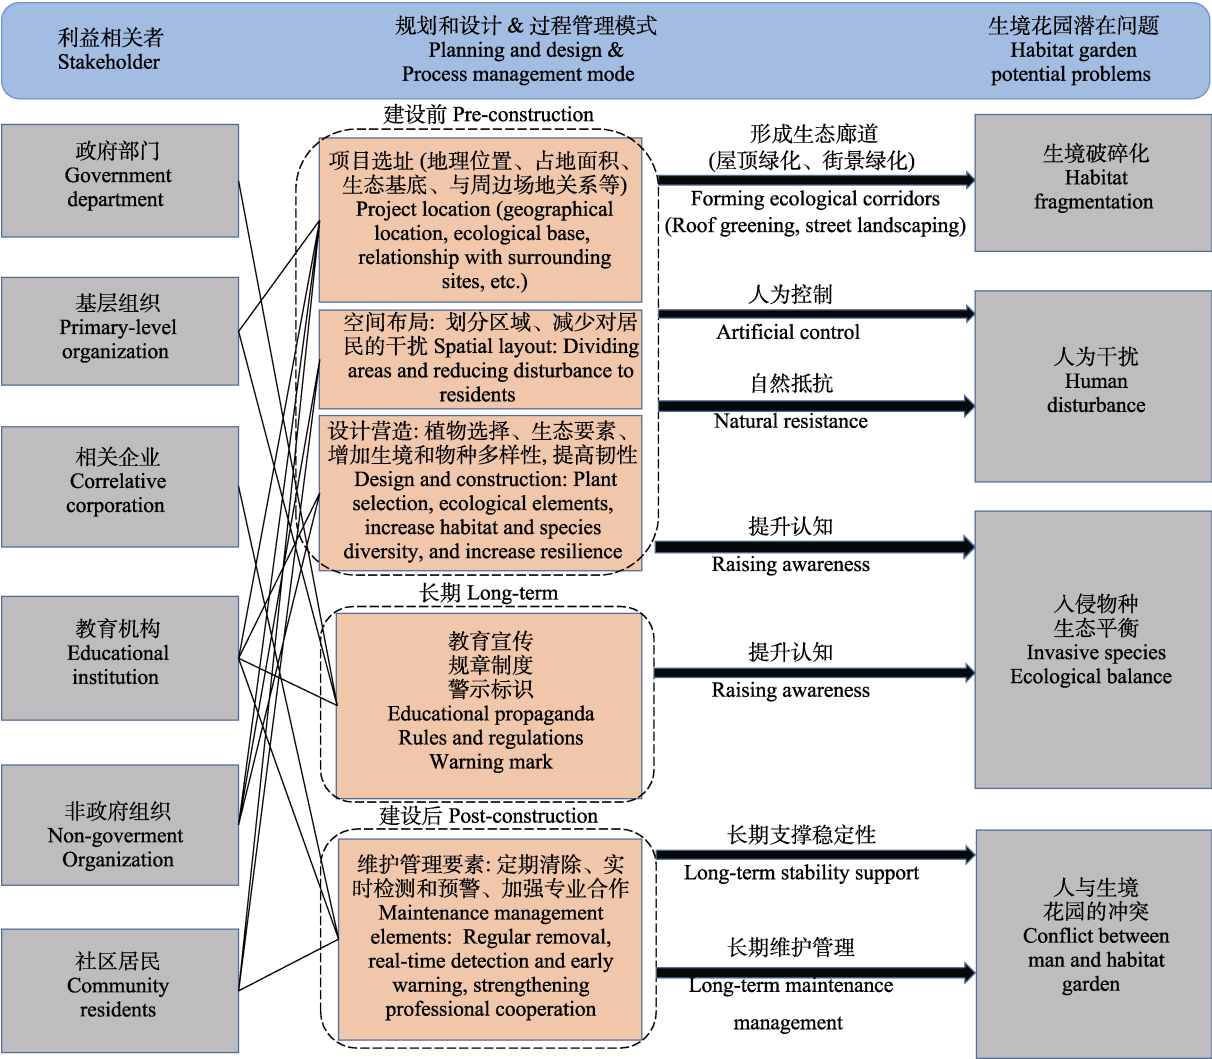 利益相关者
Stakeholder
规划和设计 & 过程管理模式
Planning and design &
Process management mode
生境花园潜在问题
Habitat garden
potential problems
政府部门
Government
department
基层组织
Primary-level
organization
相关企业
Correlative
corporation
教育机构
Educational
institution
非政府组织
Non-goverment
Organization
社区居民
Community
residents
建设前 Pre-construction
项目选址 (地理位置、占地面积、
生态基底、与周边场地关系等)
Project location (geographical
location, ecological base,
relationship with surrounding
sites, etc.)
空间布局: 划分区域、减少对居
民的干扰 Spatial layout: Dividing
areas and reducing disturbance to
residents
设计营造: 植物选择、生态要素、
增加生境和物种多样性, 提高韧性
Design and construction: Plant
selection, ecological elements,
increase habitat and species
diversity, and increase resilience
长期 Long-term
教育宣传
规章制度
警示标识
Educational propaganda
Rules and regulations
Warning mark
建设后 Post-construction
维护管理要素: 定期清除、实
时检测和预警、加强专业合作
Maintenance management
elements: Regular removal,
real-time detection and early
warning, strengthening
professional cooperation
形成生态廊道
(屋顶绿化、街景绿化)
Forming ecological corridors
(Roof greening, street landscaping)
人为控制
Artificial control
自然抵抗
Natural resistance
提升认知
Raising awareness
提升认知
Raising awareness
长期支撑稳定性
Long-term stability support
长期维护管理
Long-term maintenance
management
生境破碎化
Habitat
fragmentation
人为干扰
Human
disturbance
入侵物种
生态平衡
Invasive species
Ecological balance
人与生境
花园的冲突
Conflict between
man and habitat
garden